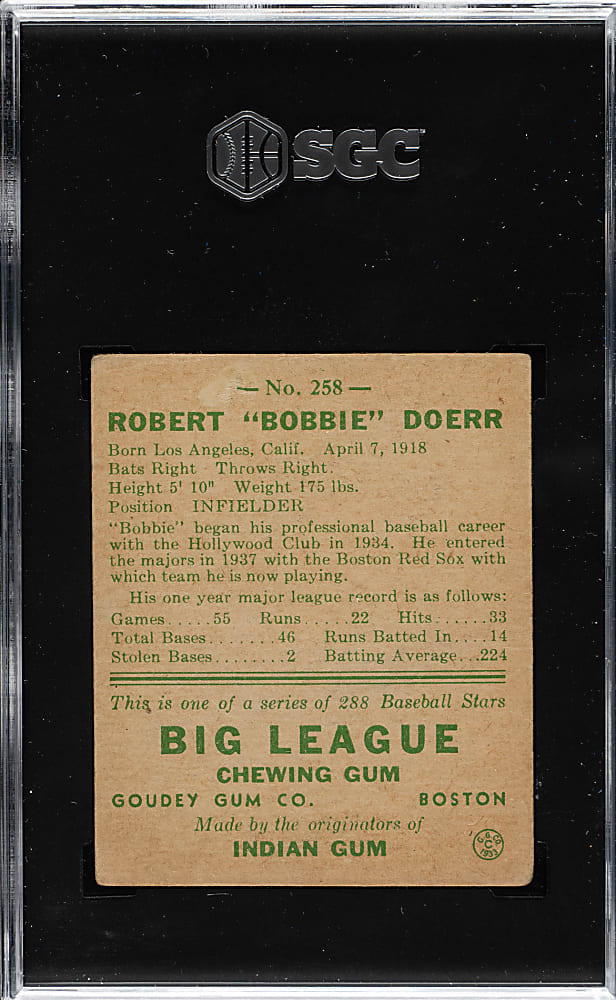 SGC
— No. 258 —
ROBERT "BOBBIE" DOERR
Born Los Angeles, Calif. April 7, 1918
Bats Right Throws Right.
Height 5' 10" Weight 175 lbs.
Position INFIELDER
"Bobbie" began his professional baseball career
with the Hollywood Club in 1934. He entered
the majors in 1937 with the Boston Red Sox with
which team he is now playing.
His one year major league record is as follows:
Games.....55 Runs.....22 Hits......33
Total Bases.......46 Runs Batted In....14
Stolen Bases........2 Batting Average...224
This is one of a series of 288 Baseball Stars
BIG LEAGUE
CHEWING GUM
GOUDEY GUM CO. BOSTON
Made by the originators of
INDIAN GUM
G.G.CO.
C
1933